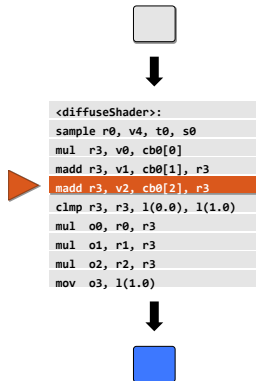 <diffuseShader>:
sample r0, v4, t0, s0
mul r3, v0, cb0[0]
madd r3, v1, cb0[1], r3
madd r3, v2, cb0[2], r3
clmp r3, r3, l(0.0), l(1.0)
mul o0, r0, r3
mul o1, r1, r3
mul o2, r2, r3
mov o3, l(1.0)